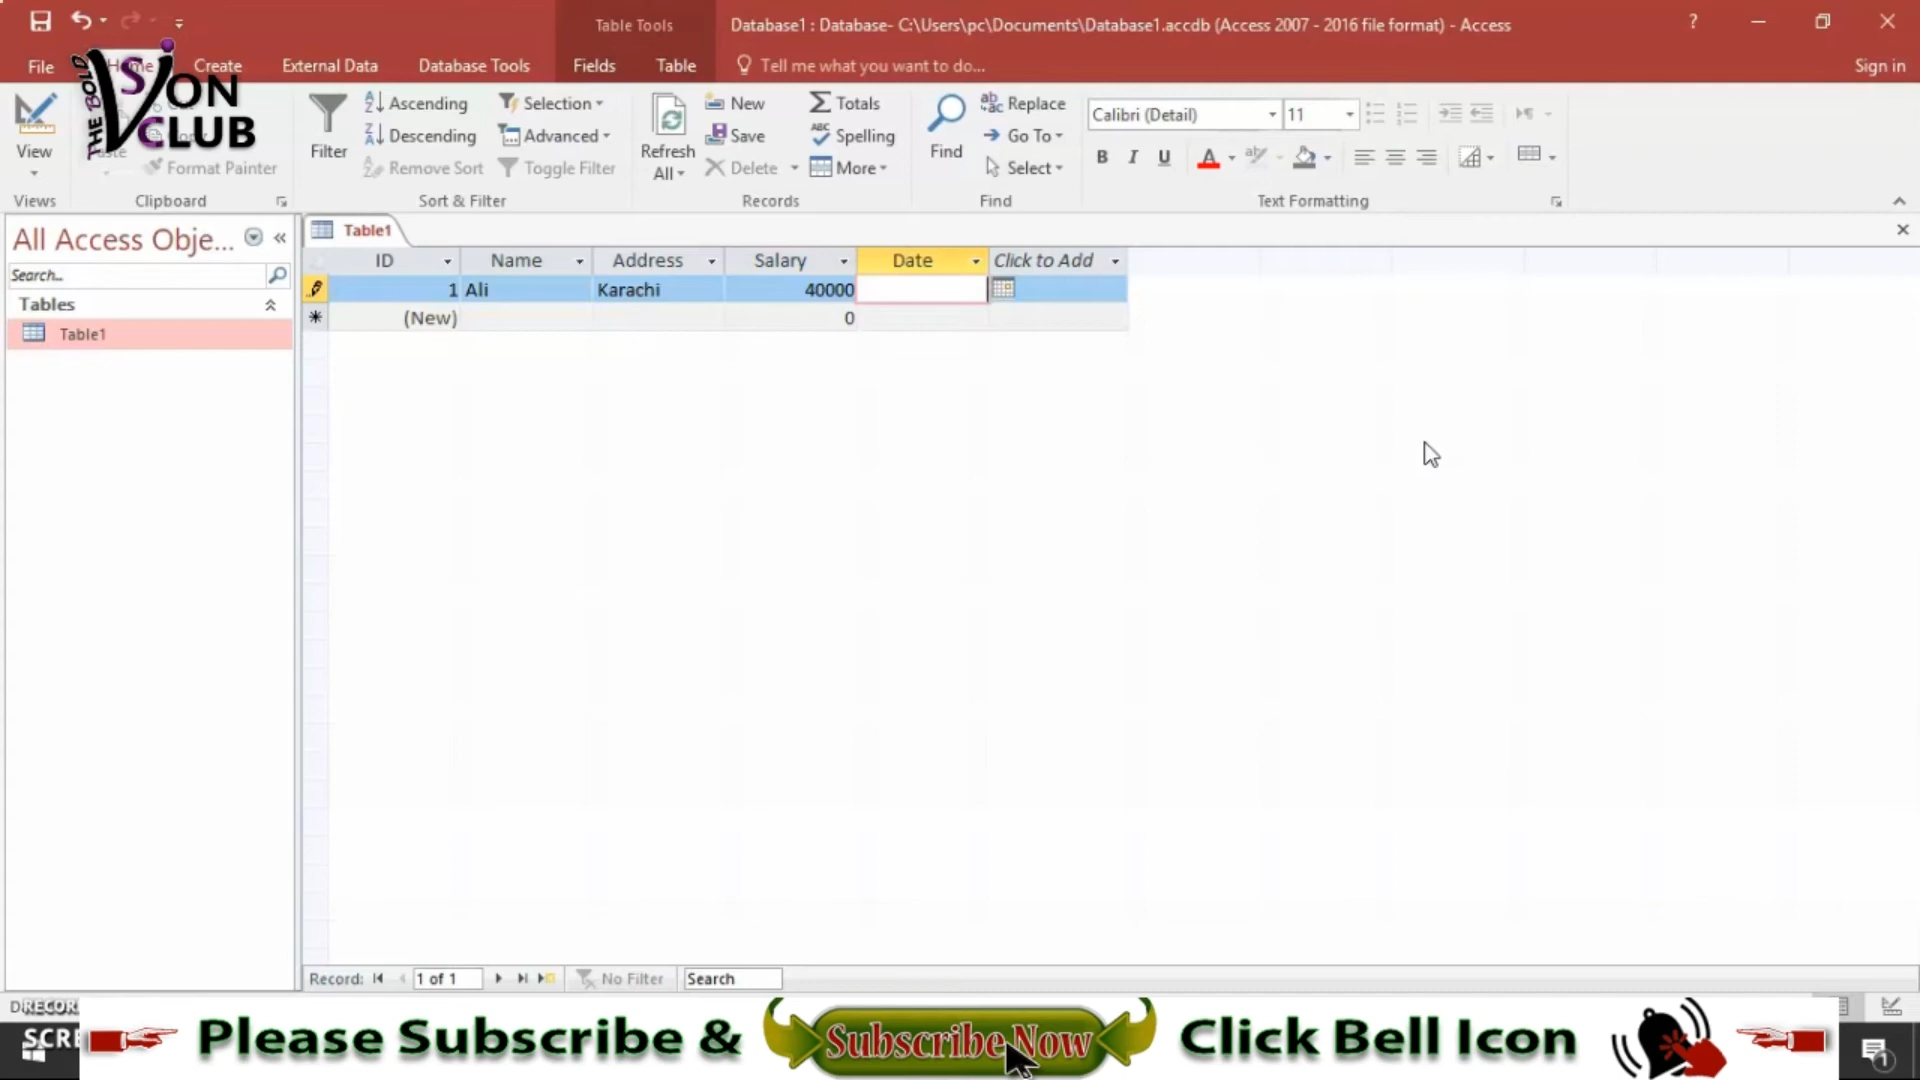 Table Tools
Database1 : Database- C:\Users\pc\Documents\Database1.accdb (Access 2007 - 2016 file format) - Access
?
File
Create
External Data
Database Tools
Fields
Table
Tell me what you want to do...
Sign in
THE BOLD
ViSION
CLUB
View
Format Painter
Filter
Ascending
Descending
Remove Sort
Selection
Advanced
Toggle Filter
Refresh
All
New
Save
Delete
Totals
Spelling
More
Find
Replace
Go To
Select
Calibri (Detail)
11
B I U
Views
Clipboard
Sort & Filter
Records
Find
Text Formatting
All Access Obje...
Search...
Tables
Table1
Table1
ID Name Address Salary Date Click to Add
1 Ali Karachi 40000
(New) 0
Record: 1 of 1 No Filter Search
Please Subscribe & Subscribe Now Click Bell Icon
1